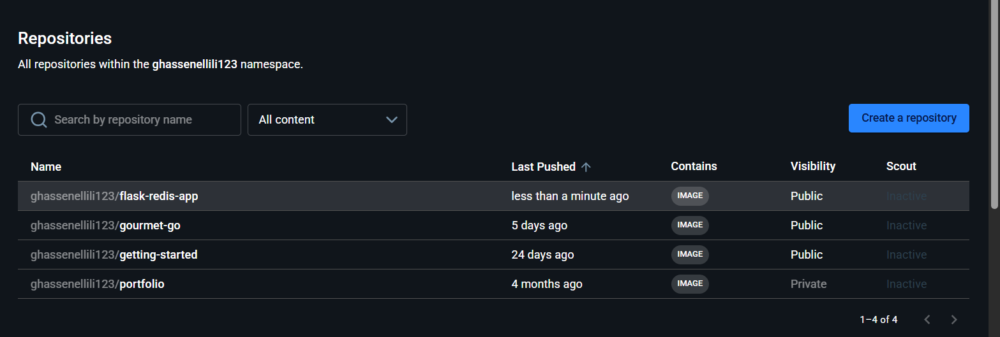 Repositories
All repositories within the ghassenellili123 namespace.
Search by repository name
All content
Create a repository
Name Last Pushed Contains Visibility Scout
ghassenellili123/flask-redis-app less than a minute ago IMAGE Public Inactive
ghassenellili123/gourmet-go 5 days ago IMAGE Public Inactive
ghassenellili123/getting-started 24 days ago IMAGE Public Inactive
ghassenellili123/portfolio 4 months ago IMAGE Private Inactive
1–4 of 4